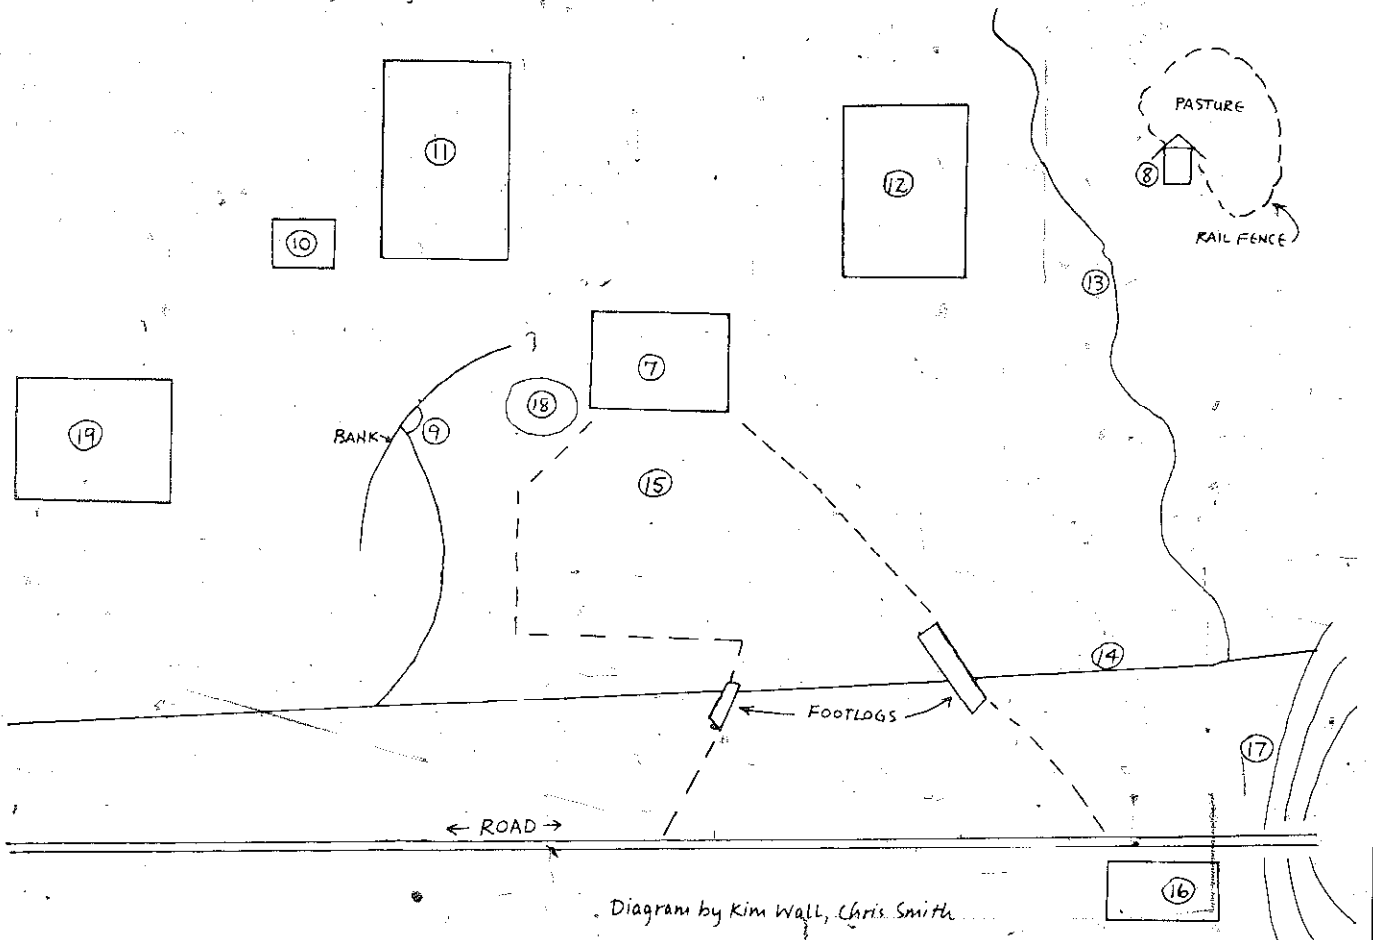 PASTURE
11
12
8
10
RAIL FENCE
13
7
18
19
BANK
9
15
14
FOOTLOGS
17
← ROAD →
16
Diagram by Kim Wall, Chris Smith